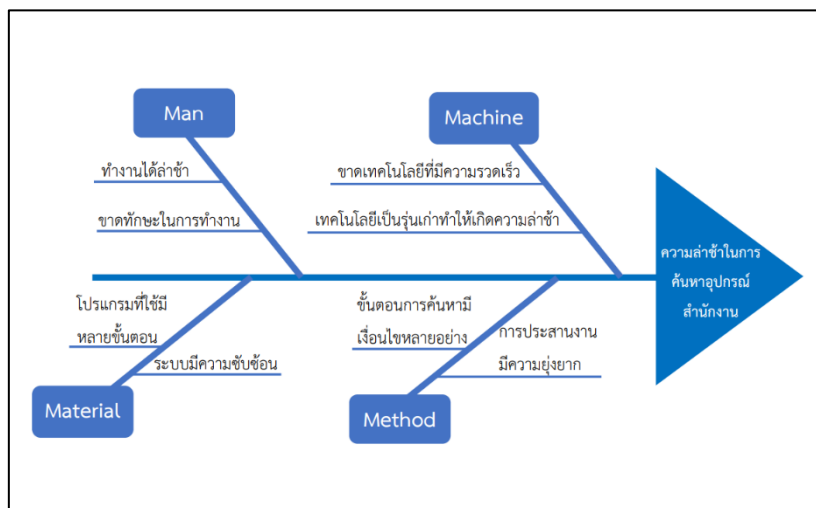 Man
Machine
ทำงานได้ล่าช้า
ขาดทักษะในการทำงาน
ขาดเทคโนโลยีที่มีความรวดเร็ว
เทคโนโลยีเป็นรุ่นเก่าทำให้เกิดความล่าช้า
ความล่าช้าในการ
ค้นหาอุปกรณ์
สำนักงาน
โปรแกรมที่ใช้มี
หลายขั้นตอน
ระบบมีความซับซ้อน
ขั้นตอนการค้นหามี
เงื่อนไขหลายอย่าง
การประสานงาน
มีความยุ่งยาก
Material
Method